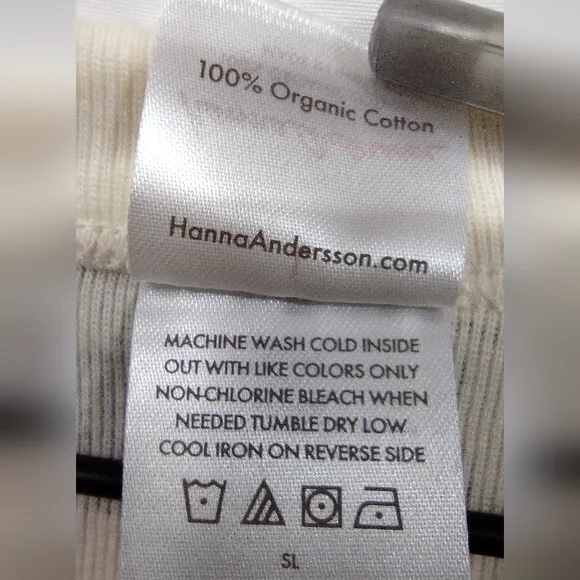 100% Organic Cotton
HannaAndersson.com
MACHINE WASH COLD INSIDE
OUT WITH LIKE COLORS ONLY
NON-CHLORINE BLEACH WHEN
NEEDED TUMBLE DRY LOW
COOL IRON ON REVERSE SIDE
SL